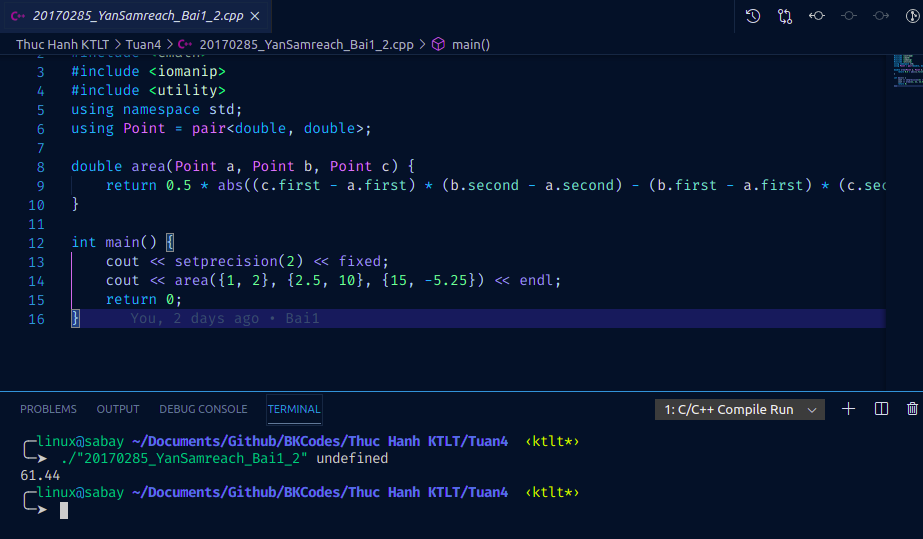 20170285_YanSamreach_Bai1_2.cpp
Thuc Hanh KTLT > Tuan4 > 20170285_YanSamreach_Bai1_2.cpp > main()
3 #include <iomanip>
4 #include <utility>
5 using namespace std;
6 using Point = pair<double, double>;
7
8 double area(Point a, Point b, Point c) {
9 return 0.5 * abs((c.first - a.first) * (b.second - a.second) - (b.first - a.first) * (c.sec
10 }
11
12 int main() {
13 cout << setprecision(2) << fixed;
14 cout << area({1, 2}, {2.5, 10}, {15, -5.25}) << endl;
15 return 0;
16 } You, 2 days ago • Bai1
PROBLEMS OUTPUT DEBUG CONSOLE TERMINAL 1: C/C++ Compile Run
linux@sabay ~/Documents/Github/BKCodes/Thuc Hanh KTLT/Tuan4 ‹ktlt*›
./"20170285_YanSamreach_Bai1_2" undefined
61.44
linux@sabay ~/Documents/Github/BKCodes/Thuc Hanh KTLT/Tuan4 ‹ktlt*›